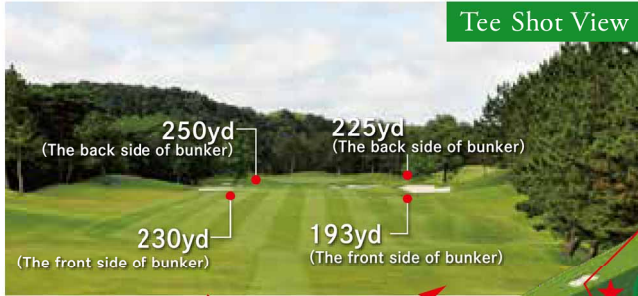 Tee Shot View
250yd
(The back side of bunker)
225yd
(The back side of bunker)
230yd
(The front side of bunker)
193yd
(The front side of bunker)